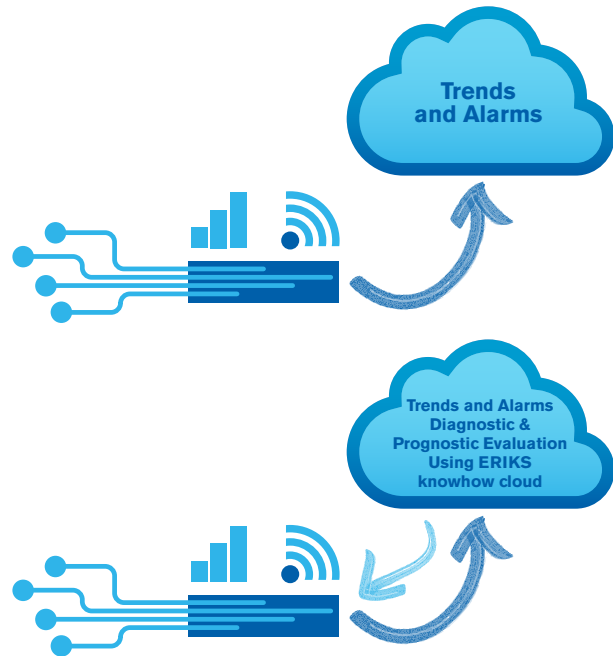 Trends
and Alarms
Trends and Alarms
Diagnostic &
Prognostic Evaluation
Using ERIKS
knowhow cloud